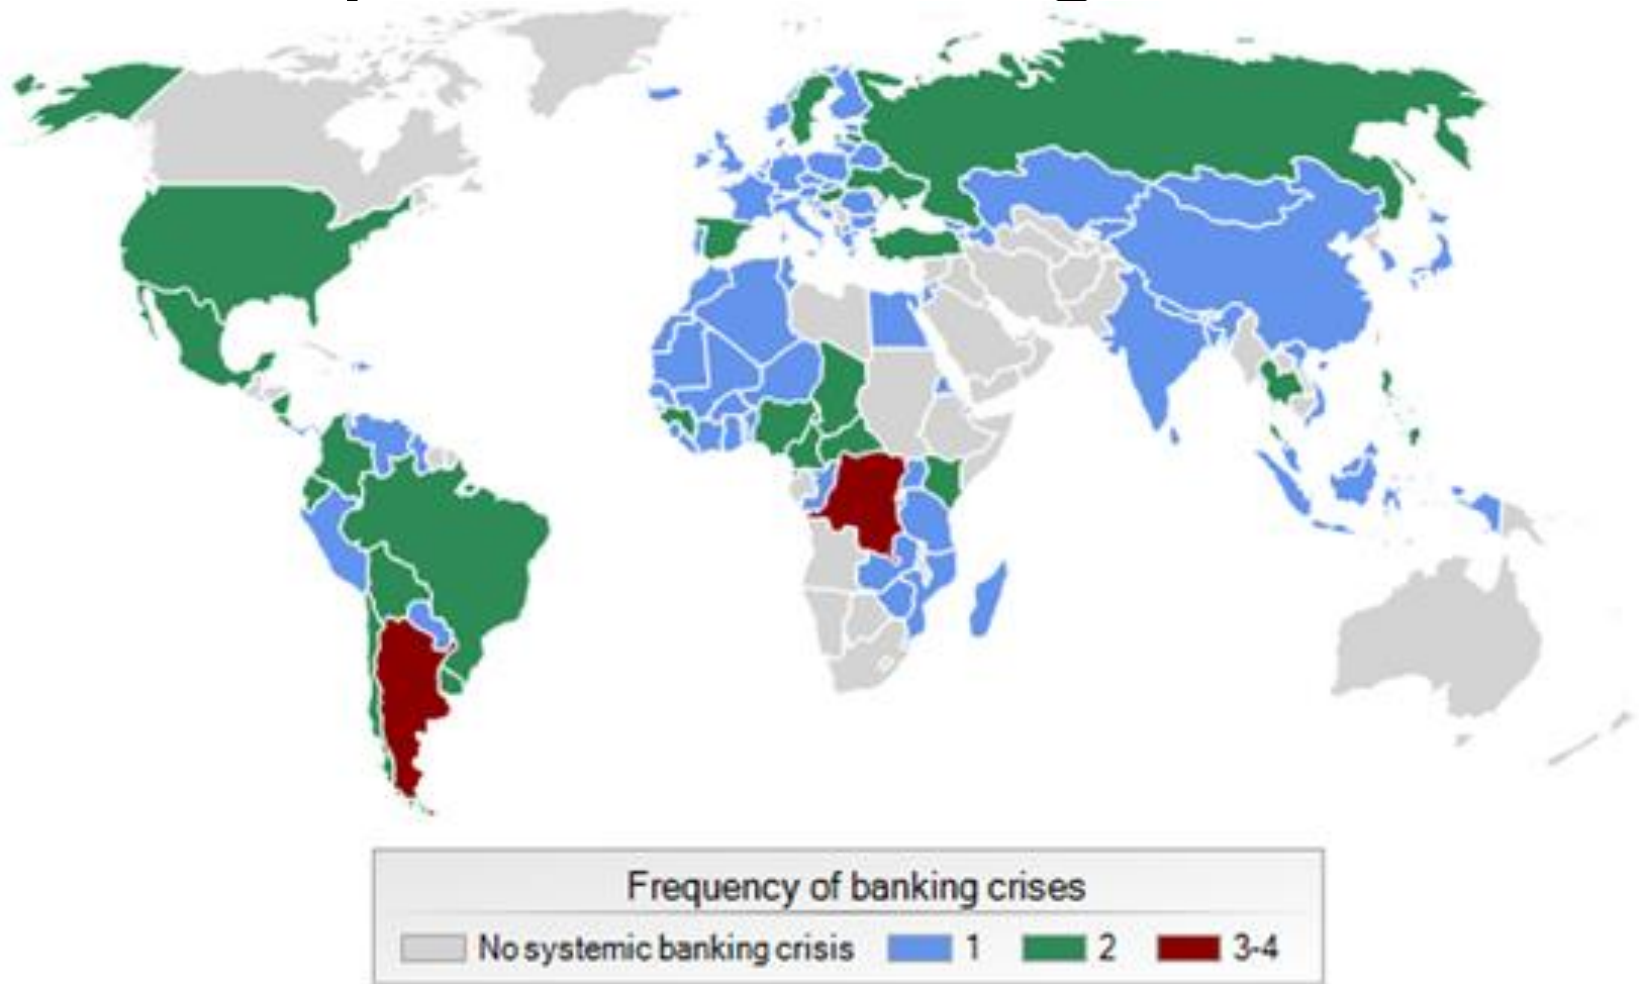 Frequency of banking crises
No systemic banking crisis 1 2 3-4